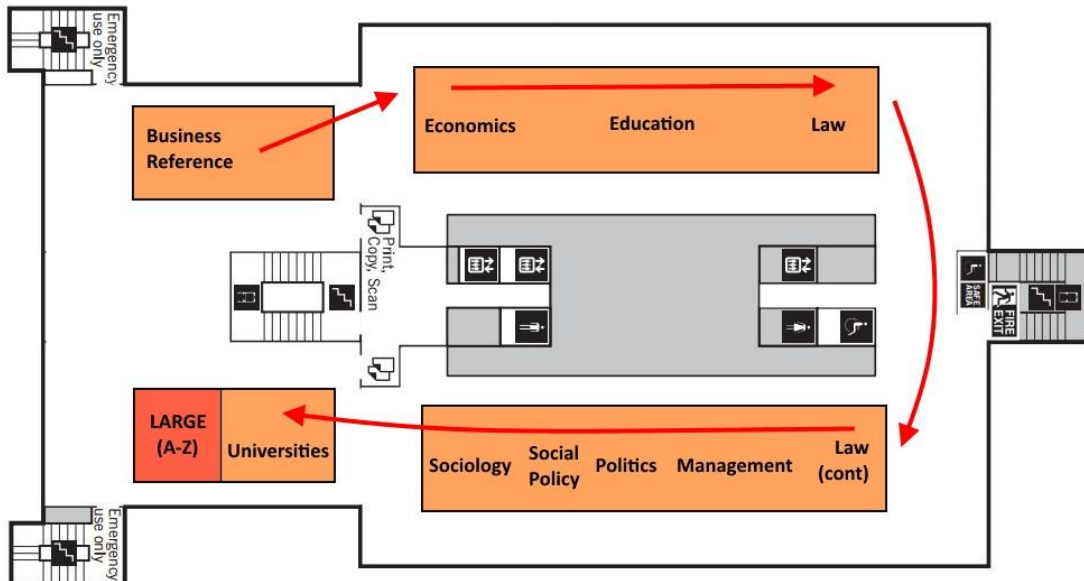 Emergency
use only
Business
Reference
Economics
Education
Law
Print,
Copy, Scan
SAFE
AREA
FIRE
EXIT
LARGE
(A-Z)
Universities
Sociology
Social
Policy
Politics
Management
Law
(cont)
Emergency
use only